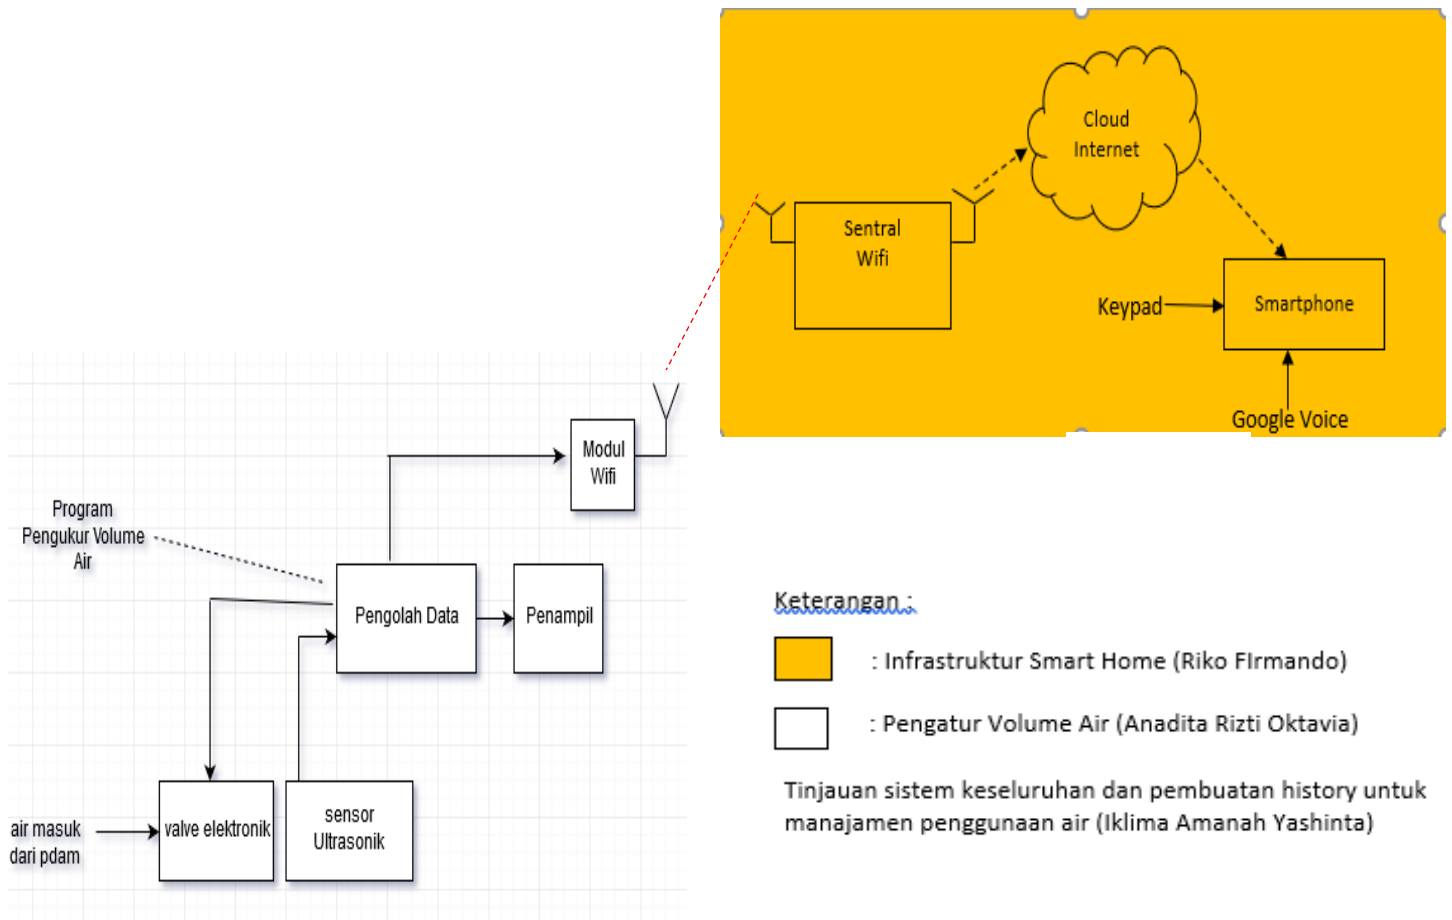 Cloud
Internet
Sentral
Wifi
Smartphone
Keypad
Google Voice
Modul
Wifi
Program
Pengukur Volume
Air
Pengolah Data
Penampil
valve elektronik
sensor
Ultrasonik
air masuk
dari pdam
Keterangan :
: Infrastruktur Smart Home (Riko FIrmando)
: Pengatur Volume Air (Anadita Rizti Oktavia)
Tinjauan sistem keseluruhan dan pembuatan history untuk
manajamen penggunaan air (Iklima Amanah Yashinta)